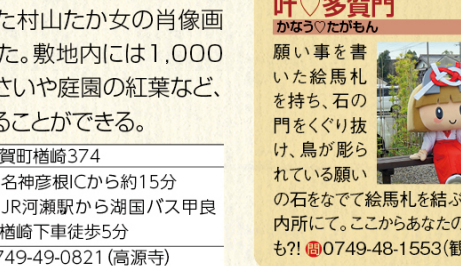 た村山たか女の肖像画
た。敷地内には1,000
さいや庭園の紅葉など、
ることができる。
賀町楢崎374
名神彦根ICから約15分
JR河瀬駅から湖国バス甲良
楢崎下車徒歩5分
749-49-0821(高源寺)
叶♡多賀門
かなう♡たがもん
願い事を書
いた絵馬札
を持ち、石の
門をくぐり抜
け、鳥が彫ら
れている願い
の石をなでて絵馬札を結ぶ
内所にて。ここからあなたの
も?! 問0749-48-1553(観